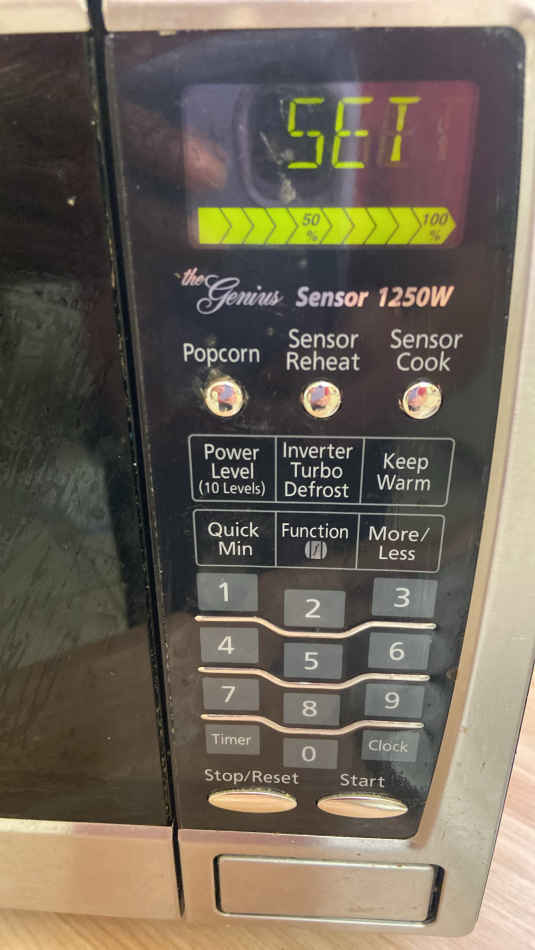 SET
50 % 100 %
the Genius Sensor 1250W
Popcorn Sensor Reheat Sensor Cook
Power Level (10 Levels) Inverter Turbo Defrost Keep Warm
Quick Min Function More/Less
1 2 3
4 5 6
7 8 9
Timer 0 Clock
Stop/Reset Start